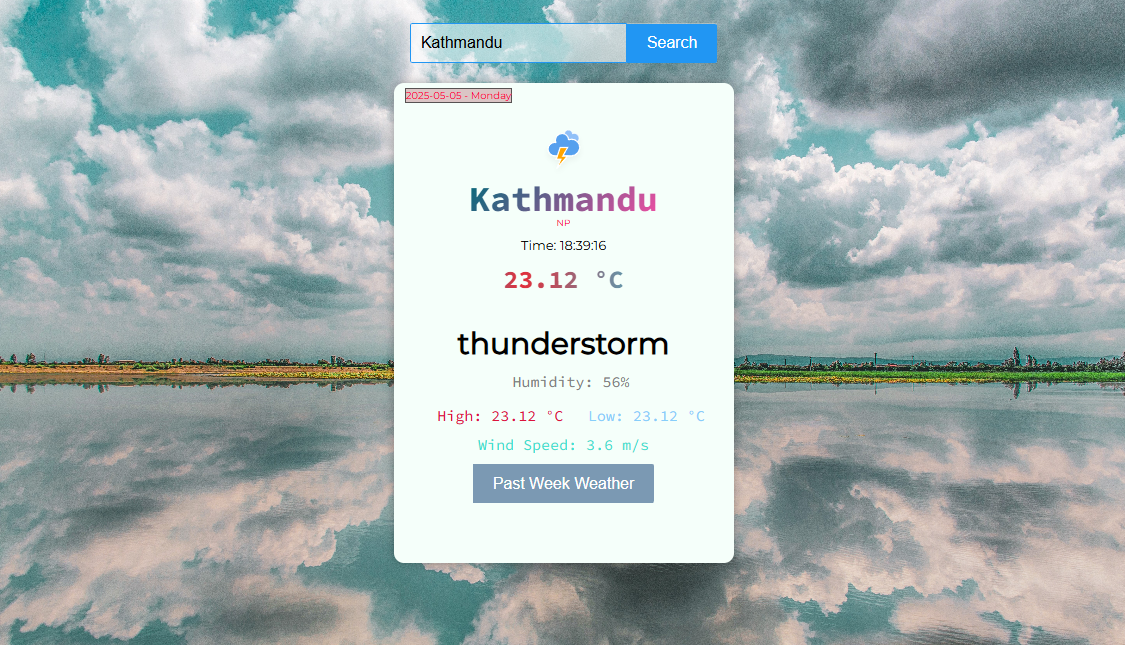 Kathmandu Search
2025-05-05 - Monday
Kathmandu
NP
Time: 18:39:16
23.12 °C
thunderstorm
Humidity: 56%
High: 23.12 °C Low: 23.12 °C
Wind Speed: 3.6 m/s
Past Week Weather